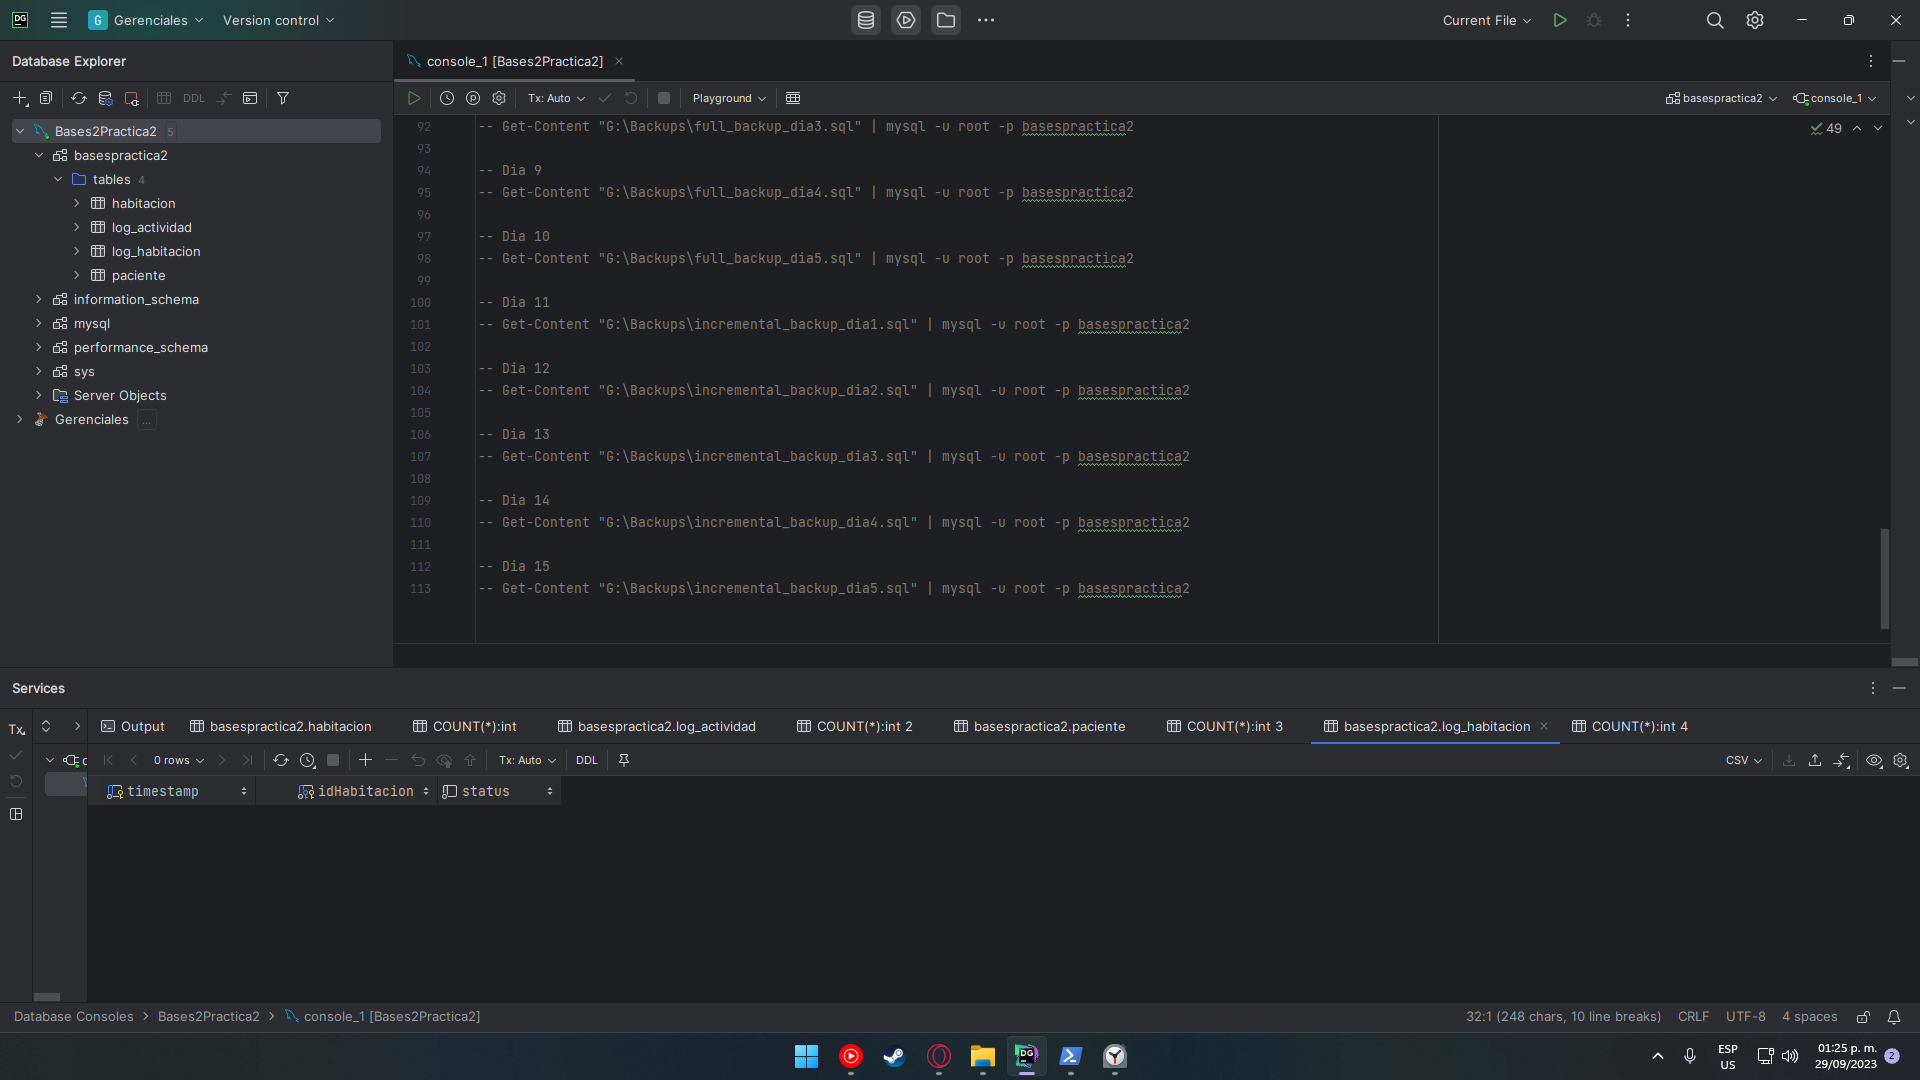 DG
G Gerenciales
Version control
Current File
Database Explorer
console_1 [Bases2Practica2]
DDL
Tx: Auto
Playground
basespractica2
console_1
Bases2Practica2 5
basespractica2
tables 4
habitacion
log_actividad
log_habitacion
paciente
information_schema
mysql
performance_schema
sys
Server Objects
Gerenciales ...
49
92 -- Get-Content "G:\Backups\full_backup_dia3.sql" | mysql -u root -p basespractica2
93
94 -- Dia 9
95 -- Get-Content "G:\Backups\full_backup_dia4.sql" | mysql -u root -p basespractica2
96
97 -- Dia 10
98 -- Get-Content "G:\Backups\full_backup_dia5.sql" | mysql -u root -p basespractica2
99
100 -- Dia 11
101 -- Get-Content "G:\Backups\incremental_backup_dia1.sql" | mysql -u root -p basespractica2
102
103 -- Dia 12
104 -- Get-Content "G:\Backups\incremental_backup_dia2.sql" | mysql -u root -p basespractica2
105
106 -- Dia 13
107 -- Get-Content "G:\Backups\incremental_backup_dia3.sql" | mysql -u root -p basespractica2
108
109 -- Dia 14
110 -- Get-Content "G:\Backups\incremental_backup_dia4.sql" | mysql -u root -p basespractica2
111
112 -- Dia 15
113 -- Get-Content "G:\Backups\incremental_backup_dia5.sql" | mysql -u root -p basespractica2
Services
Tx
Output
basespractica2.habitacion
COUNT(*):int
basespractica2.log_actividad
COUNT(*):int 2
basespractica2.paciente
COUNT(*):int 3
basespractica2.log_habitacion
COUNT(*):int 4
0 rows
Tx: Auto
DDL
CSV
timestamp
idHabitacion
status
Database Consoles > Bases2Practica2 > console_1 [Bases2Practica2]
32:1 (248 chars, 10 line breaks)
CRLF
UTF-8
4 spaces
DG
ESP
US
01:25 p. m.
29/09/2023
2